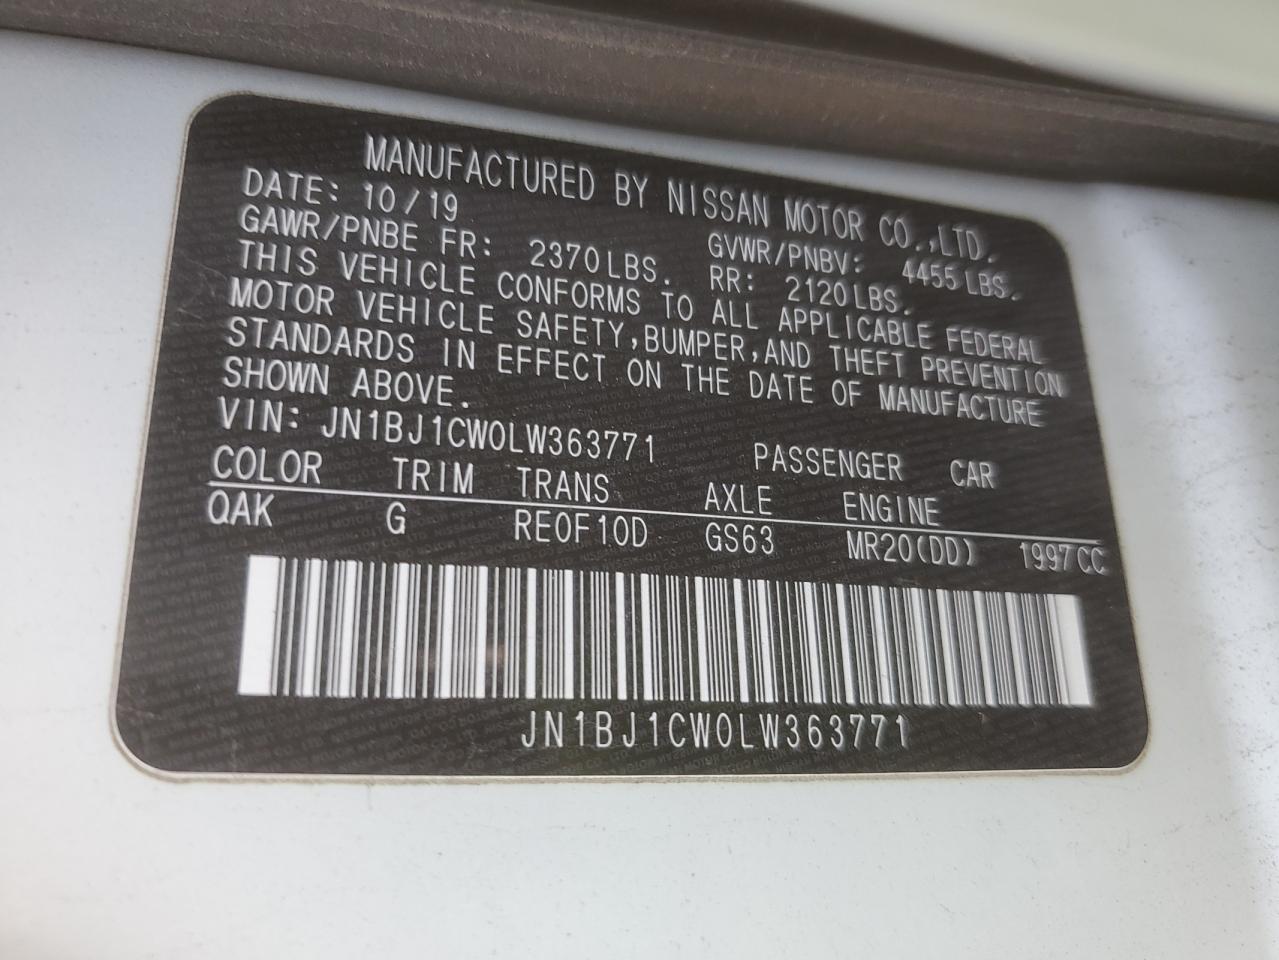 MANUFACTURED BY NISSAN MOTOR CO.,LTD.
DATE: 10/19 GVWR/PNBV: 4455LBS.
GAWR/PNBE FR: 2370LBS. RR: 2120LBS.
THIS VEHICLE CONFORMS TO ALL APPLICABLE FEDERAL
MOTOR VEHICLE SAFETY,BUMPER,AND THEFT PREVENTION
STANDARDS IN EFFECT ON THE DATE OF MANUFACTURE
SHOWN ABOVE.
VIN: JN1BJ1CW0LW363771 PASSENGER CAR
COLOR TRIM TRANS AXLE ENGINE
QAK G RE0F10D GS63 MR20(DD) 1997CC
JN1BJ1CW0LW363771